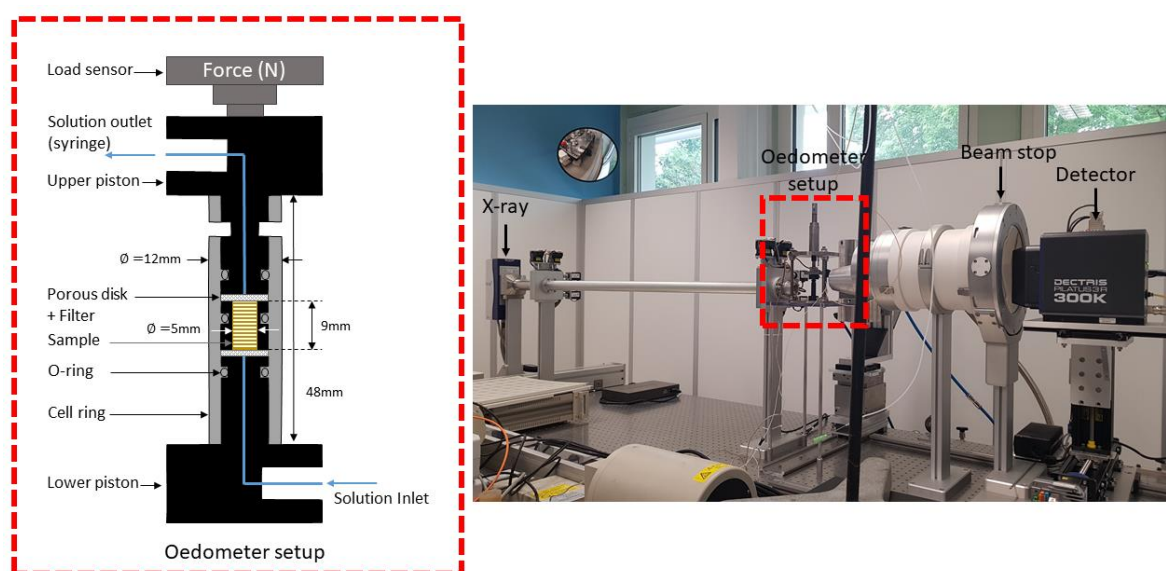 Load sensor
Force (N)
Solution outlet
(syringe)
Upper piston
Ø =12mm
Porous disk
+ Filter
Ø =5mm
9mm
Sample
O-ring
48mm
Cell ring
Lower piston
Solution Inlet
Oedometer setup
X-ray
Oedometer
setup
Beam stop
Detector
DECTRIS
PILATUS3 R
300K